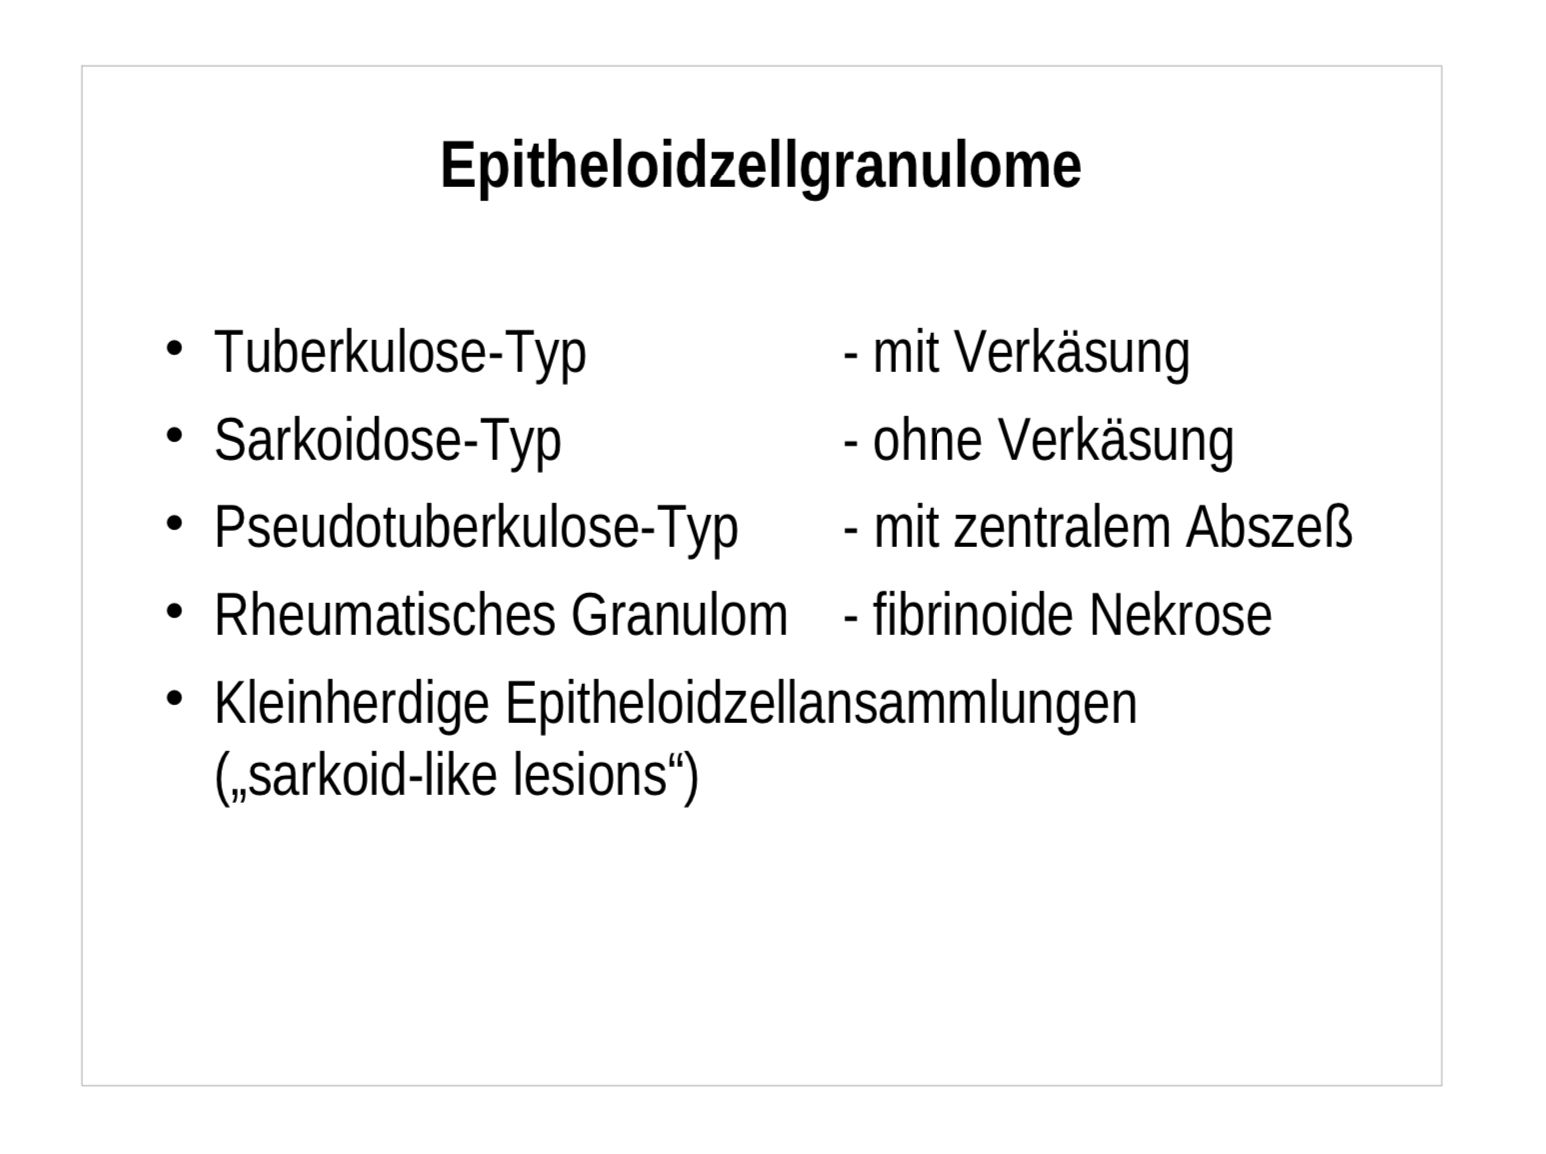 Epitheloidzellgranulome
• Tuberkulose-Typ - mit Verkäsung
• Sarkoidose-Typ - ohne Verkäsung
• Pseudotuberkulose-Typ - mit zentralem Abszeß
• Rheumatisches Granulom - fibrinoide Nekrose
• Kleinherdige Epitheloidzellansammlungen
(„sarkoid-like lesions“)